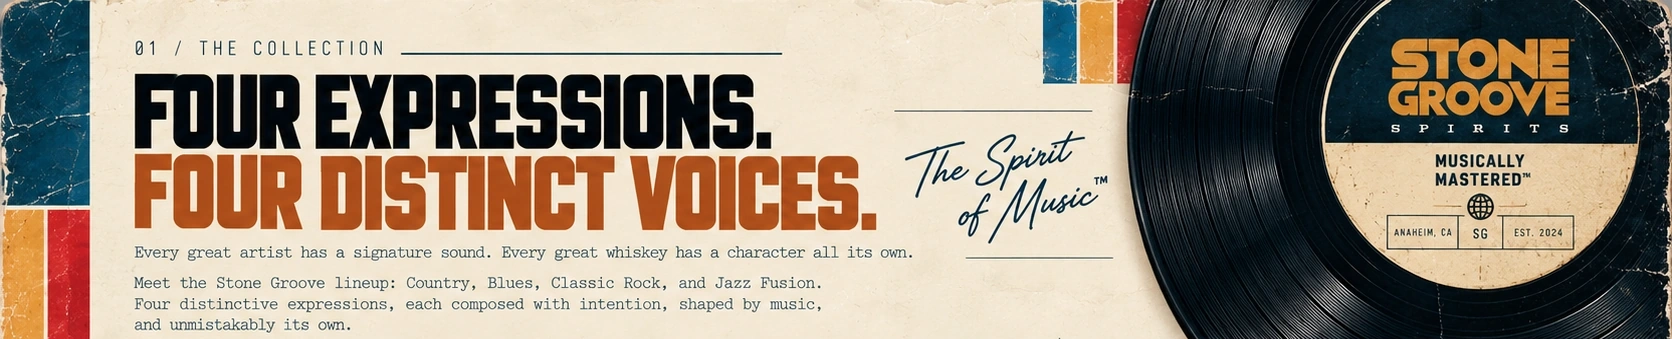 01 / THE COLLECTION
FOUR EXPRESSIONS.
FOUR DISTINCT VOICES.
Every great artist has a signature sound. Every great whiskey has a character all its own.
Meet the Stone Groove lineup: Country, Blues, Classic Rock, and Jazz Fusion.
Four distinctive expressions, each composed with intention, shaped by music,
and unmistakably its own.
The Spirit
of Music™
STONE
GROOVE
SPIRITS
MUSICALLY
MASTERED™
ANAHEIM, CA
SG
EST. 2024